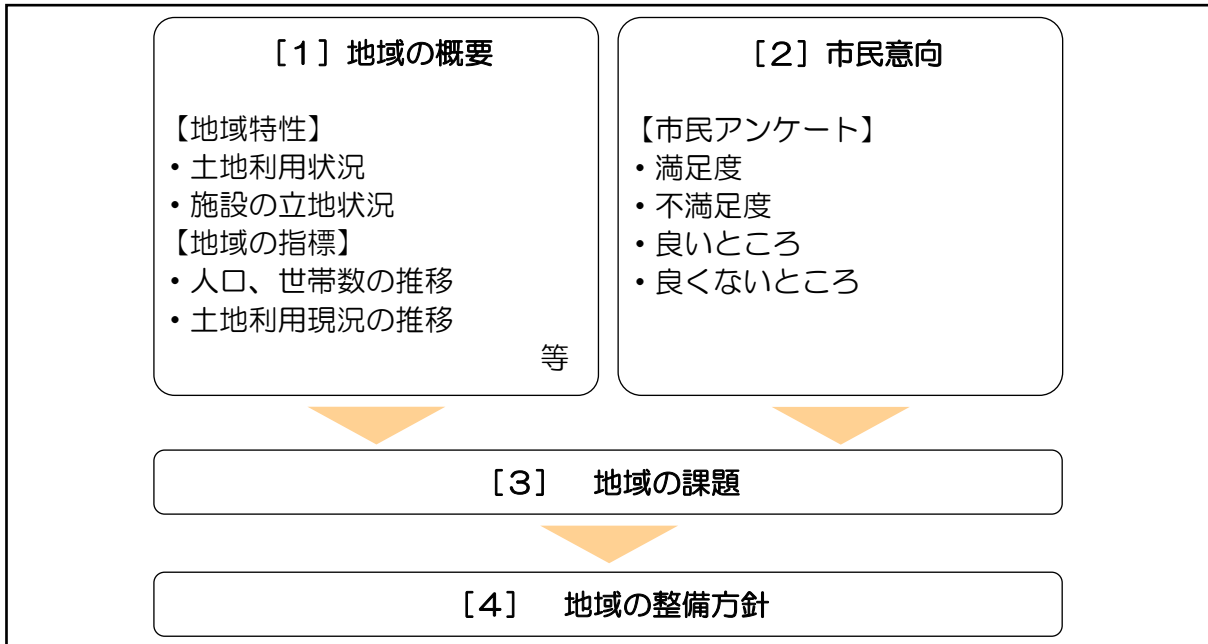 ［１］地域の概要
【地域特性】
・土地利用状況
・施設の立地状況
【地域の指標】
・人口、世帯数の推移
・土地利用現況の推移
等
［２］市民意向
【市民アンケート】
・満足度
・不満足度
・良いところ
・良くないところ
［３］　地域の課題
［４］　地域の整備方針